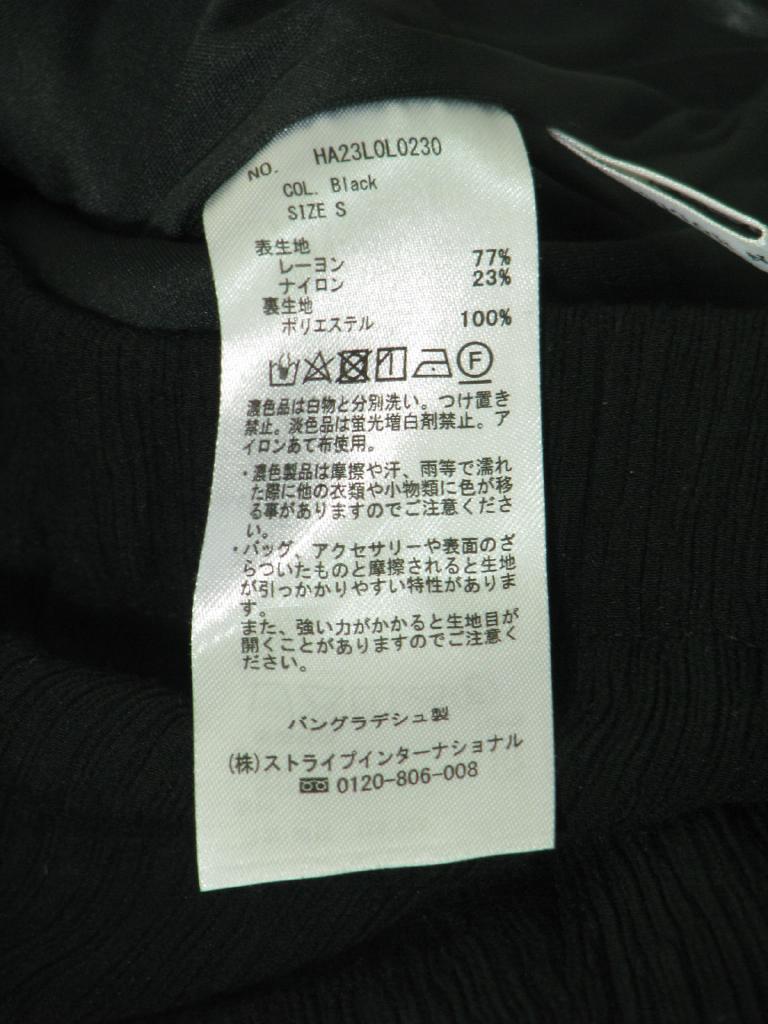 NO. HA23L0L0230
COL. Black
SIZE S
表生地
レーヨン 77%
ナイロン 23%
裏生地
ポリエステル 100%
F
濃色品は白物と分別洗い。つけ置き
禁止。淡色品は蛍光増白剤禁止。ア
イロンあて布使用。
・濃色製品は摩擦や汗、雨等で濡れ
た際に他の衣類や小物類に色が移
る事がありますのでご注意くださ
い。
・バッグ、アクセサリーや表面のざ
らついたものと摩擦されると生地
が引っかかりやすい特性がありま
す。
また、強い力がかかると生地目が
開くことがありますのでご注意く
ださい。
バングラデシュ製
(株)ストライプインターナショナル
0120-806-008